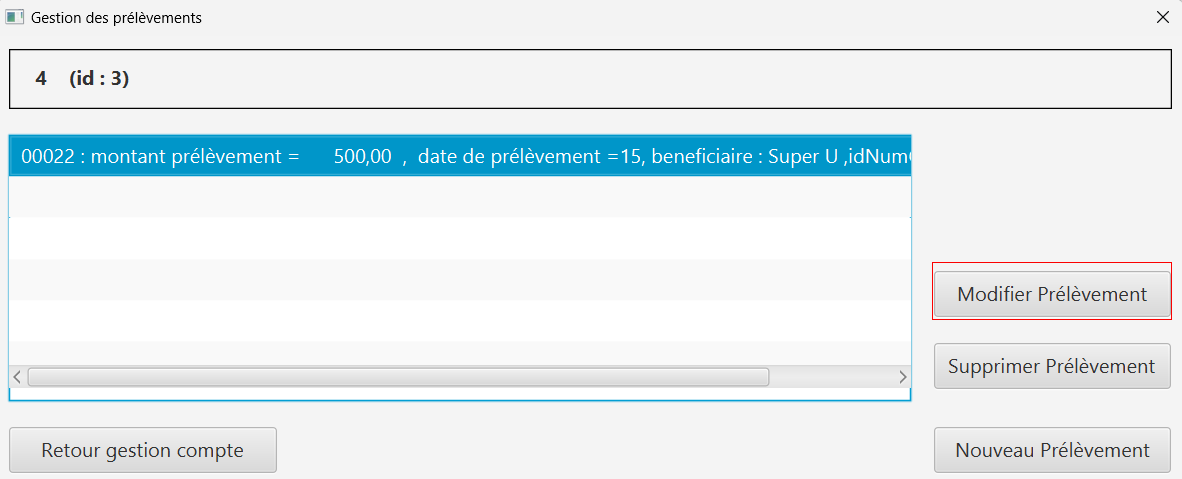 Gestion des prélèvements
4 (id : 3)
00022 : montant prélèvement = 500,00 , date de prélèvement =15, beneficiaire : Super U ,idNum
Modifier Prélèvement
Supprimer Prélèvement
Retour gestion compte
Nouveau Prélèvement